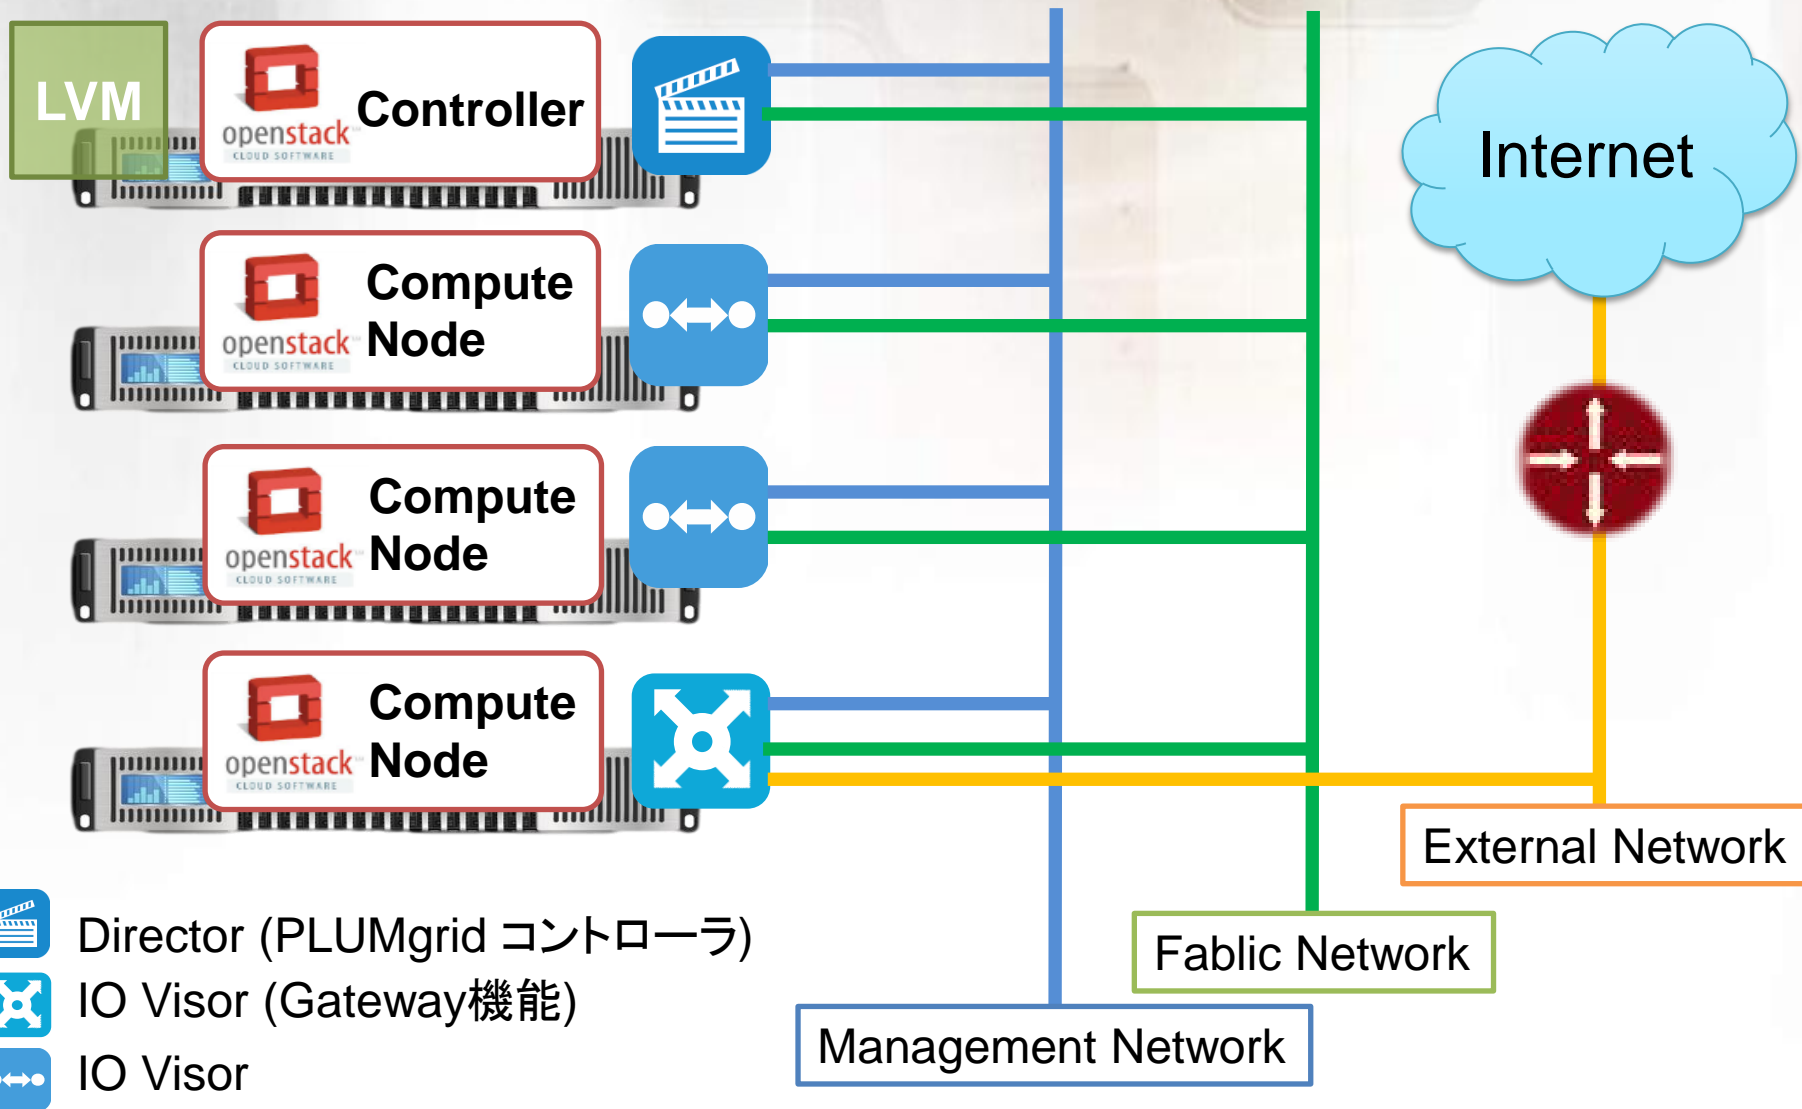 LVM
openstack
CLOUD SOFTWARE
Controller
Internet
openstack
CLOUD SOFTWARE
Compute
Node
openstack
CLOUD SOFTWARE
Compute
Node
openstack
CLOUD SOFTWARE
Compute
Node
External Network
Fablic Network
Management Network
Director (PLUMgrid コントローラ)
IO Visor (Gateway機能)
IO Visor